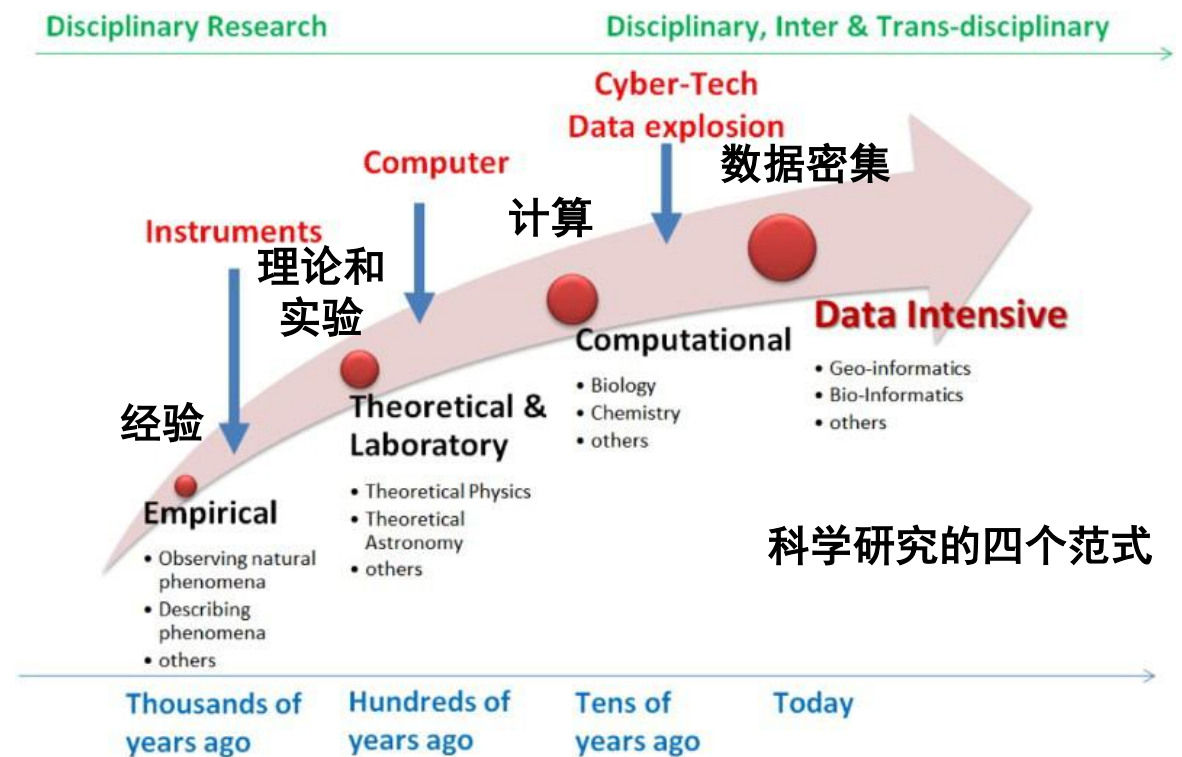 Disciplinary Research
Disciplinary, Inter & Trans-disciplinary
Cyber-Tech
Data explosion
数据密集
Computer
计算
Instruments
理论和
实验
经验
Empirical
• Observing natural
phenomena
• Describing
phenomena
• others
Theoretical &
Laboratory
• Theoretical Physics
• Theoretical
Astronomy
• others
Computational
• Biology
• Chemistry
• others
Data Intensive
• Geo-informatics
• Bio-Informatics
• others
科学研究的四个范式
Thousands of
years ago
Hundreds of
years ago
Tens of
years ago
Today